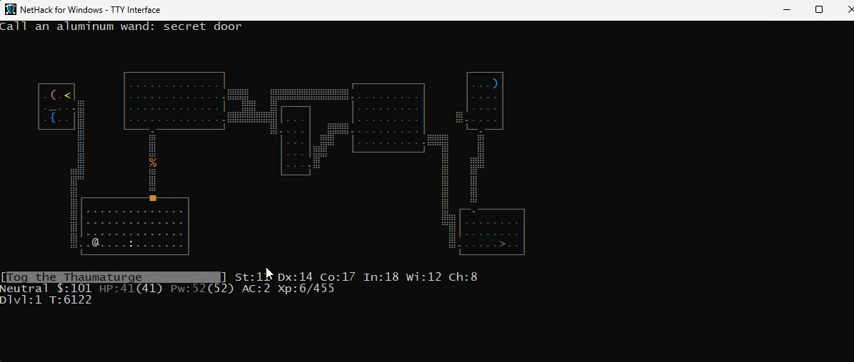 NetHack for Windows - TTY Interface
Call an aluminum wand: secret door
[Tog the Thaumaturge ] St:11 Dx:14 Co:17 In:18 Wi:12 Ch:8
Neutral $:101 HP:41(41) Pw:52(52) AC:2 Xp:6/455
Dlvl:1 T:6122